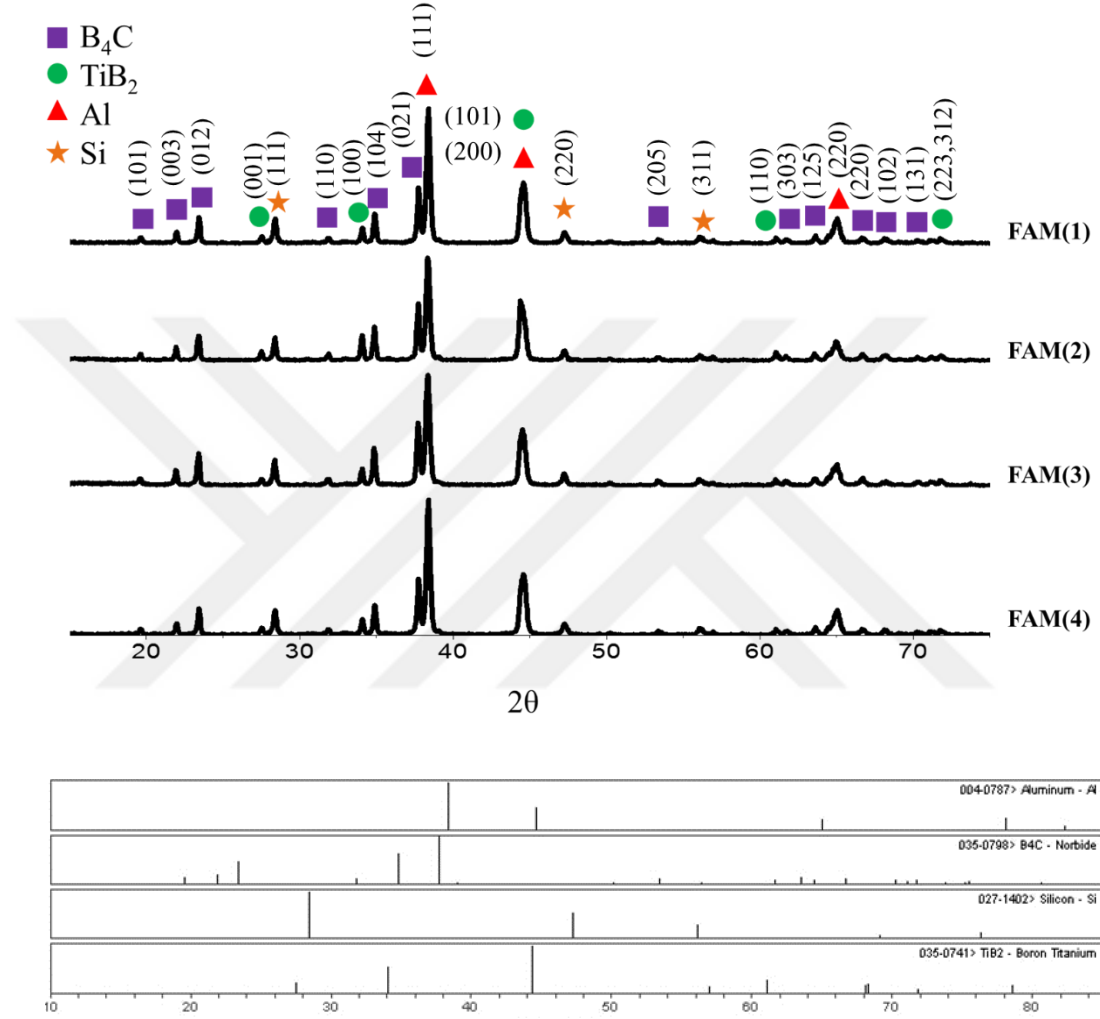 B₄C
TiB₂
Al
Si
(101)
(003)
(012)
(001)
(111)
(110)
(100)
(104)
(021)
(111)
(101)
(200)
(220)
(205)
(311)
(110)
(303)
(125)
(220)
(220)
(102)
(131)
(223,312)
FAM(1)
FAM(2)
FAM(3)
FAM(4)
20 30 40 50 60 70
2θ
004-0787> Aluminum - Al
035-0798> B4C - Norbide
027-1402> Silicon - Si
035-0741> TiB2 - Boron Titanium
10 20 30 40 50 60 70 80